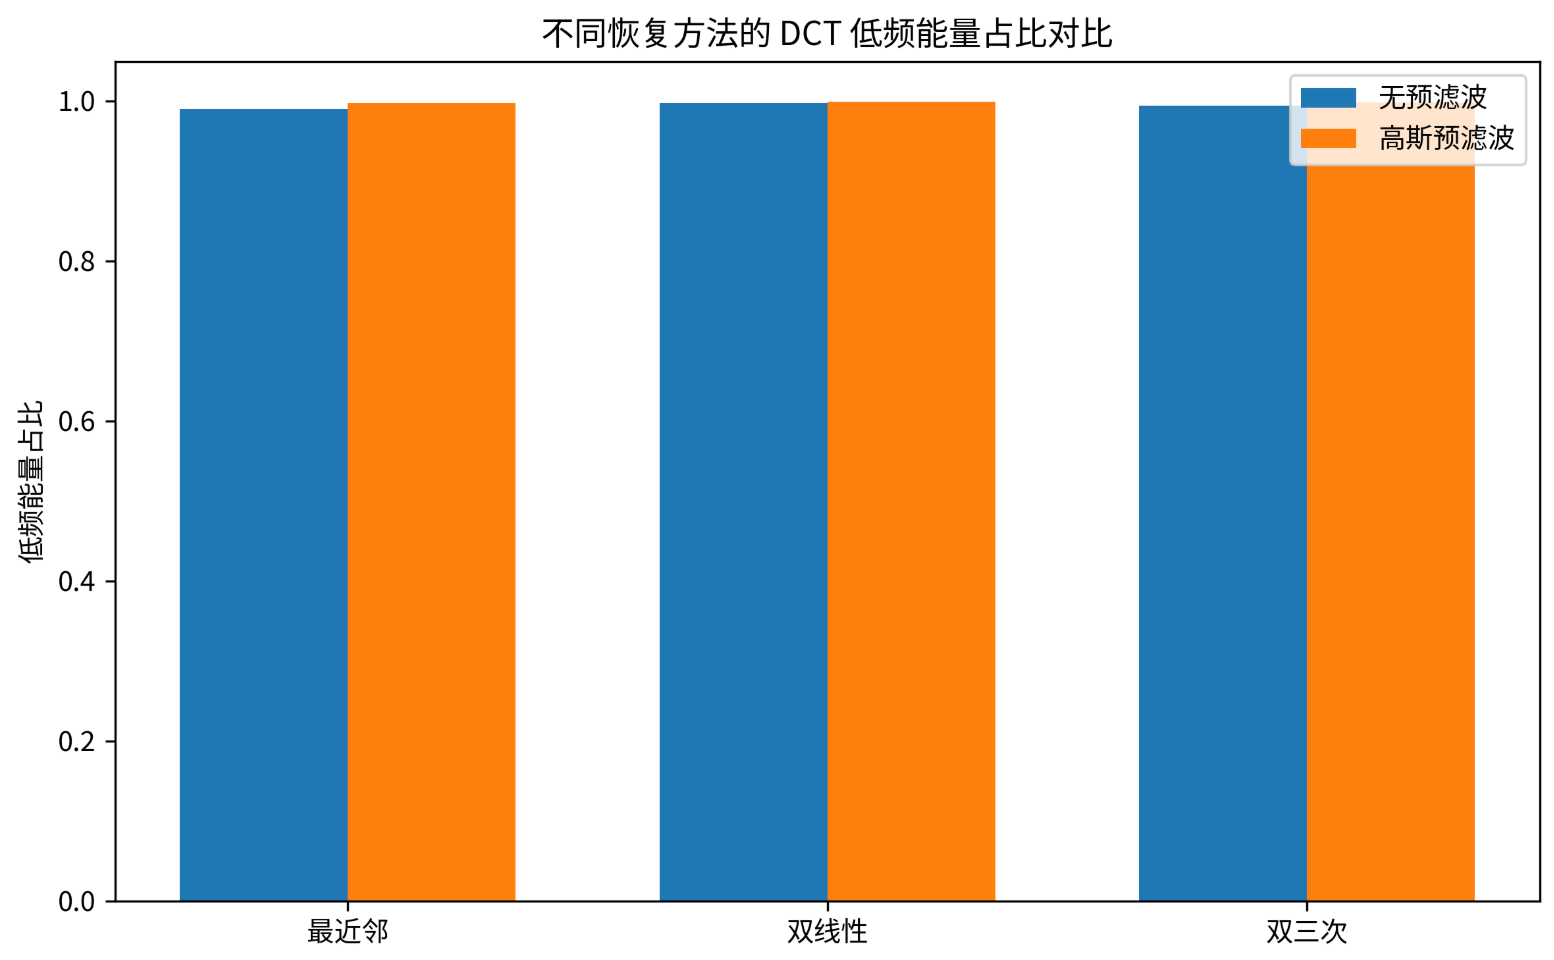 不同恢复方法的 DCT 低频能量占比对比
无预滤波
高斯预滤波
低频能量占比
1.0
0.8
0.6
0.4
0.2
0.0
最近邻
双线性
双三次